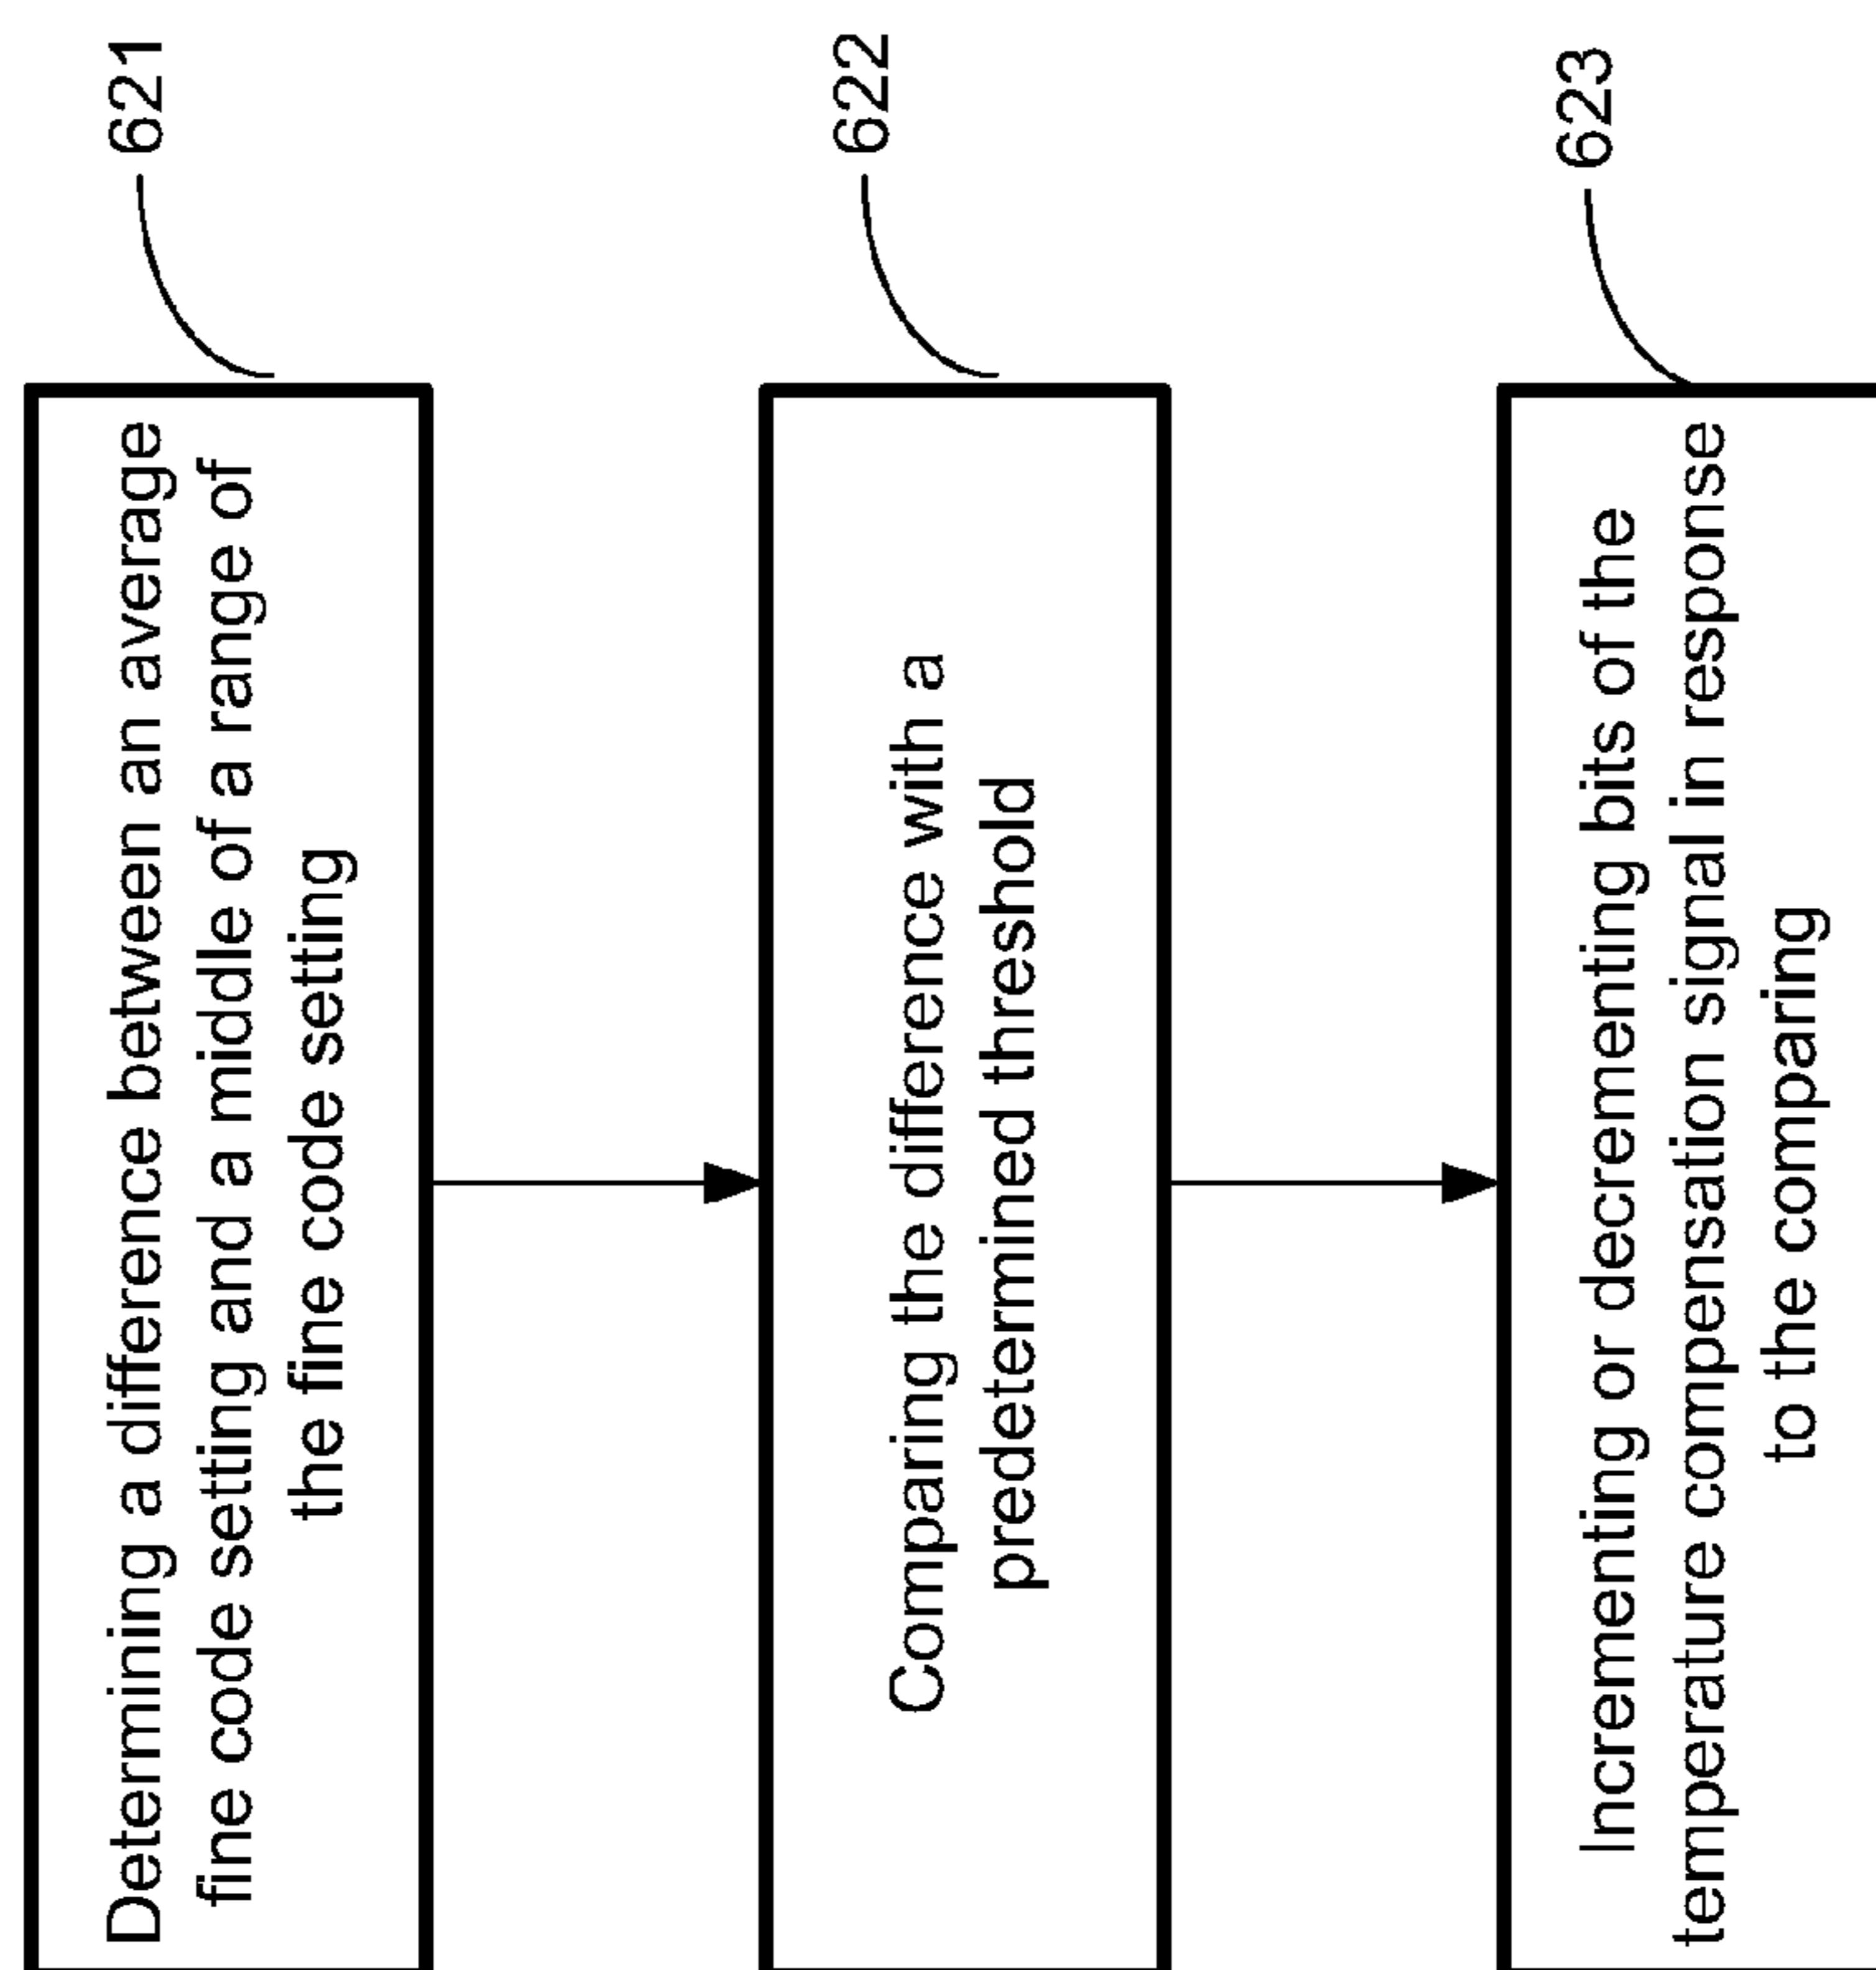 Determining a difference between an average
fine code setting and a middle of a range of
the fine code setting
621
Comparing the difference with a
predetermined threshold
622
Incrementing or decrementing bits of the
temperature compensation signal in response
to the comparing
623